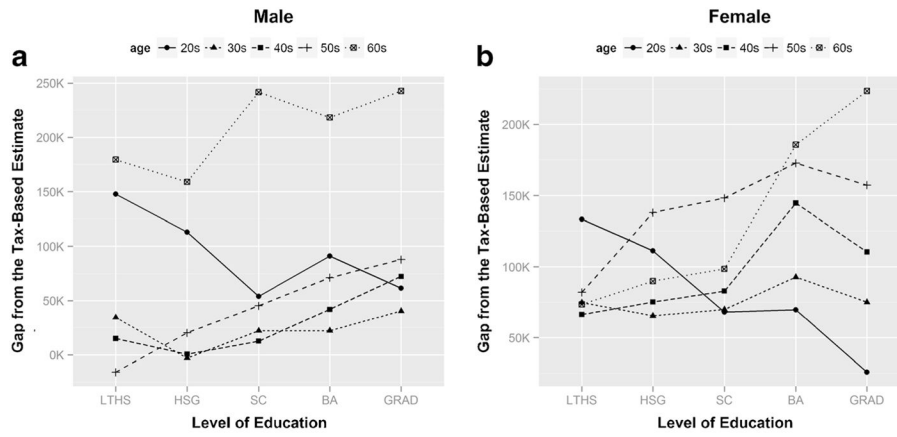 Male
a
age 20s 30s 40s 50s 60s
Gap from the Tax-Based Estimate
250K
200K
150K
100K
50K
0K
LTHS HSG SC BA GRAD
Level of Education
Female
b
age 20s 30s 40s 50s 60s
Gap from the Tax-Based Estimate
200K
150K
100K
50K
LTHS HSG SC BA GRAD
Level of Education